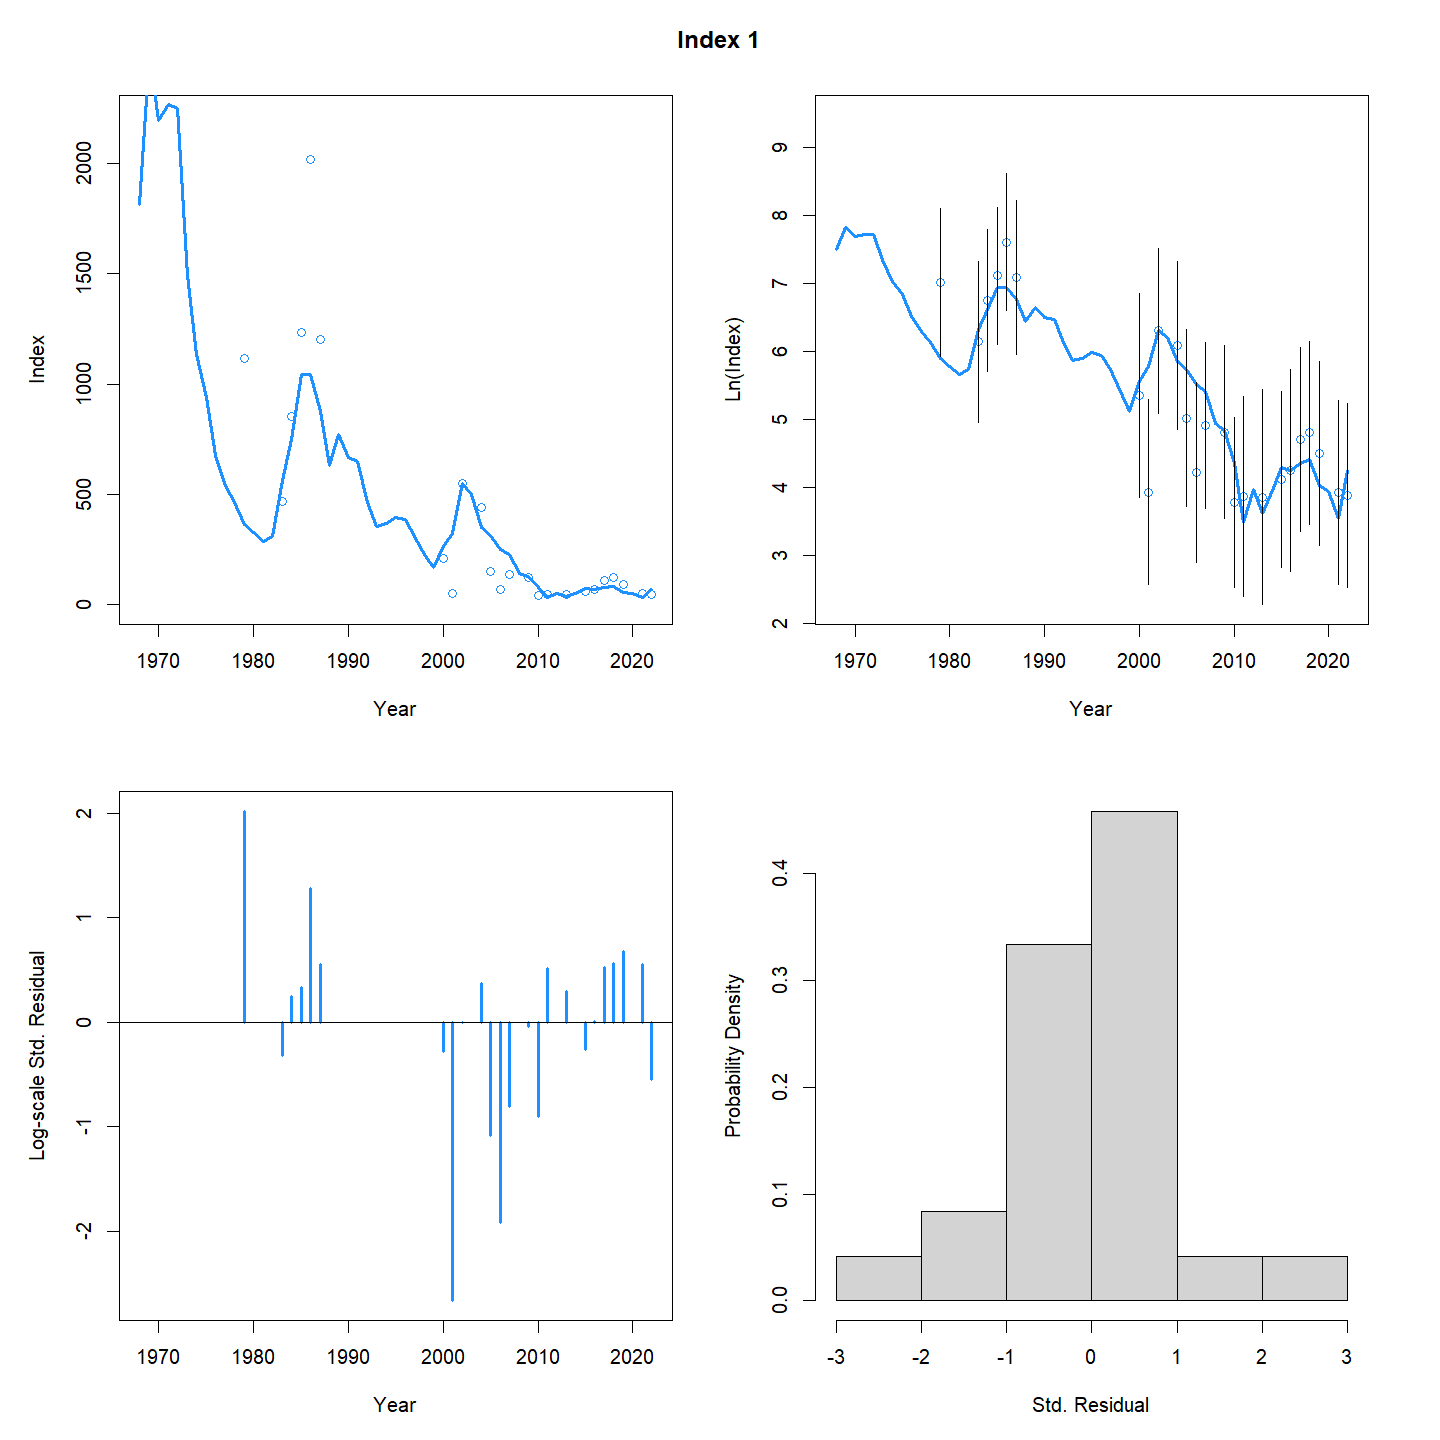 Index 1
Index
2000
1500
1000
500
0
1970 1980 1990 2000 2010 2020
Year
Ln(Index)
9
8
7
6
5
4
3
2
1970 1980 1990 2000 2010 2020
Year
Log-scale Std. Residual
2
1
0
-1
-2
1970 1980 1990 2000 2010 2020
Year
Probability Density
0.4
0.3
0.2
0.1
0.0
-3 -2 -1 0 1 2 3
Std. Residual